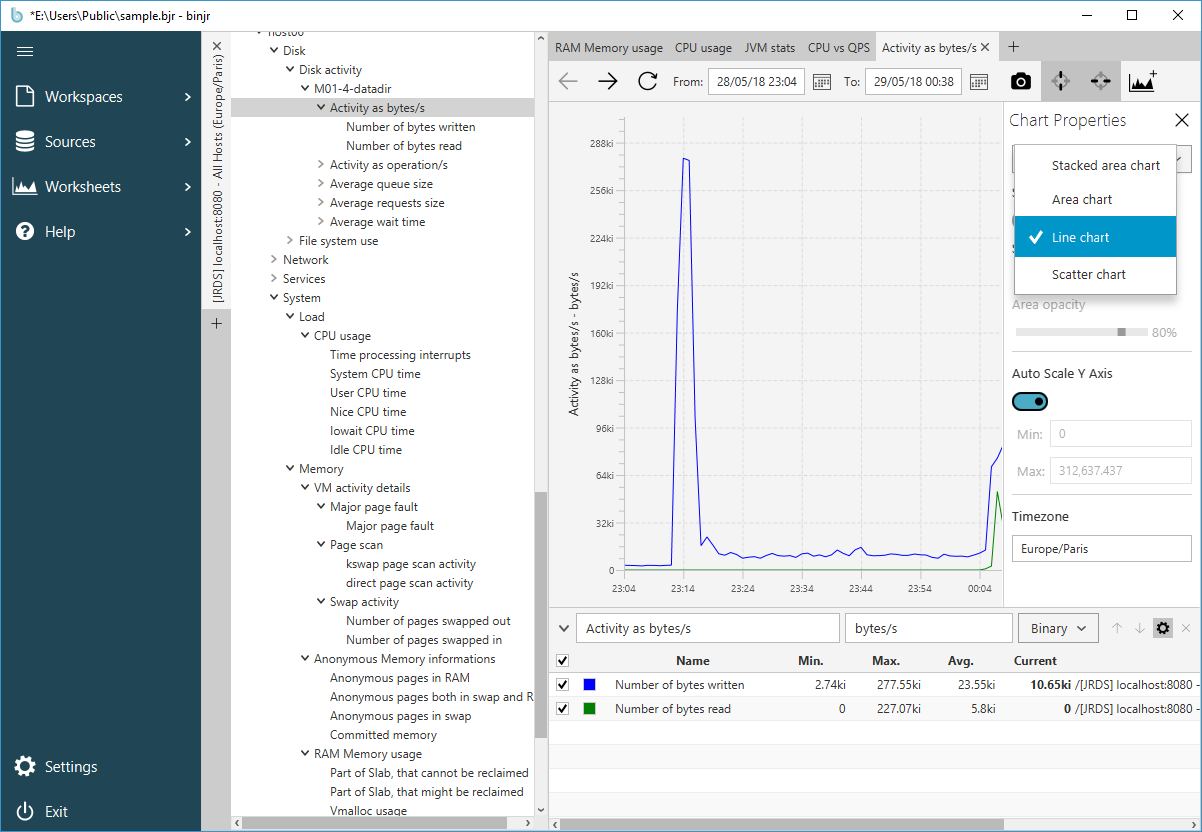 *E:\Users\Public\sample.bjr - binjr
Workspaces
Sources
Worksheets
Help
Settings
Exit
[JRDS] localhost:8080 - All Hosts (Europe/Paris)
Disk
Disk activity
M01-4-datadir
Activity as bytes/s
Number of bytes written
Number of bytes read
Activity as operation/s
Average queue size
Average requests size
Average wait time
File system use
Network
Services
System
Load
CPU usage
Time processing interrupts
System CPU time
User CPU time
Nice CPU time
Iowait CPU time
Idle CPU time
Memory
VM activity details
Major page fault
Major page fault
Page scan
kswap page scan activity
direct page scan activity
Swap activity
Number of pages swapped out
Number of pages swapped in
Anonymous Memory informations
Anonymous pages in RAM
Anonymous pages both in swap and R
Anonymous pages in swap
Committed memory
RAM Memory usage
Part of Slab, that cannot be reclaimed
Part of Slab, that might be reclaimed
Vmalloc usage
RAM Memory usage CPU usage JVM stats CPU vs QPS Activity as bytes/s
From: 28/05/18 23:04 To: 29/05/18 00:38
Activity as bytes/s - bytes/s
288ki
256ki
224ki
192ki
160ki
128ki
96ki
64ki
32ki
0
23:04 23:14 23:24 23:34 23:44 23:54 00:04
Chart Properties
Stacked area chart
Area chart
Line chart
Scatter chart
Area opacity
80%
Auto Scale Y Axis
Min: 0
Max: 312,637.437
Timezone
Europe/Paris
Activity as bytes/s bytes/s Binary
Name Min. Max. Avg. Current
Number of bytes written 2.74ki 277.55ki 23.55ki 10.65ki /[JRDS] localhost:8080 -
Number of bytes read 0 227.07ki 5.8ki 0 /[JRDS] localhost:8080 -